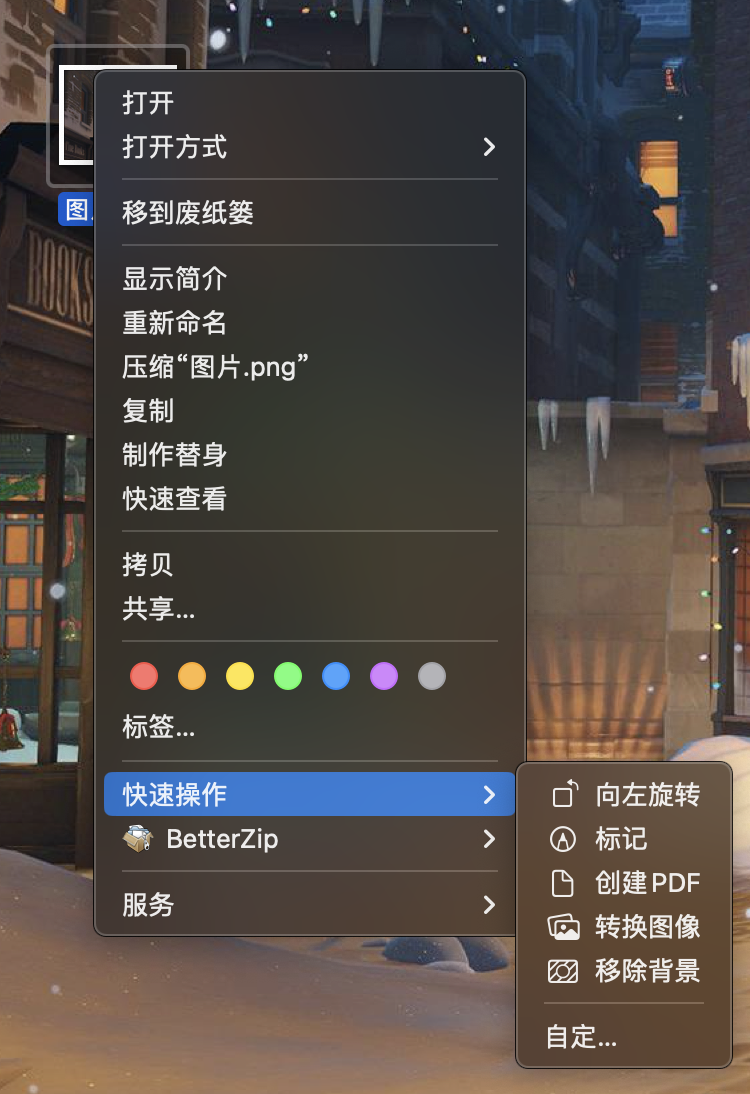 打开
打开方式
移到废纸篓
图
BOOKS
显示简介
重新命名
压缩“图片.png”
复制
制作替身
快速查看
拷贝
共享...
标签...
快速操作
BetterZip
服务
向左旋转
标记
创建PDF
转换图像
移除背景
自定...